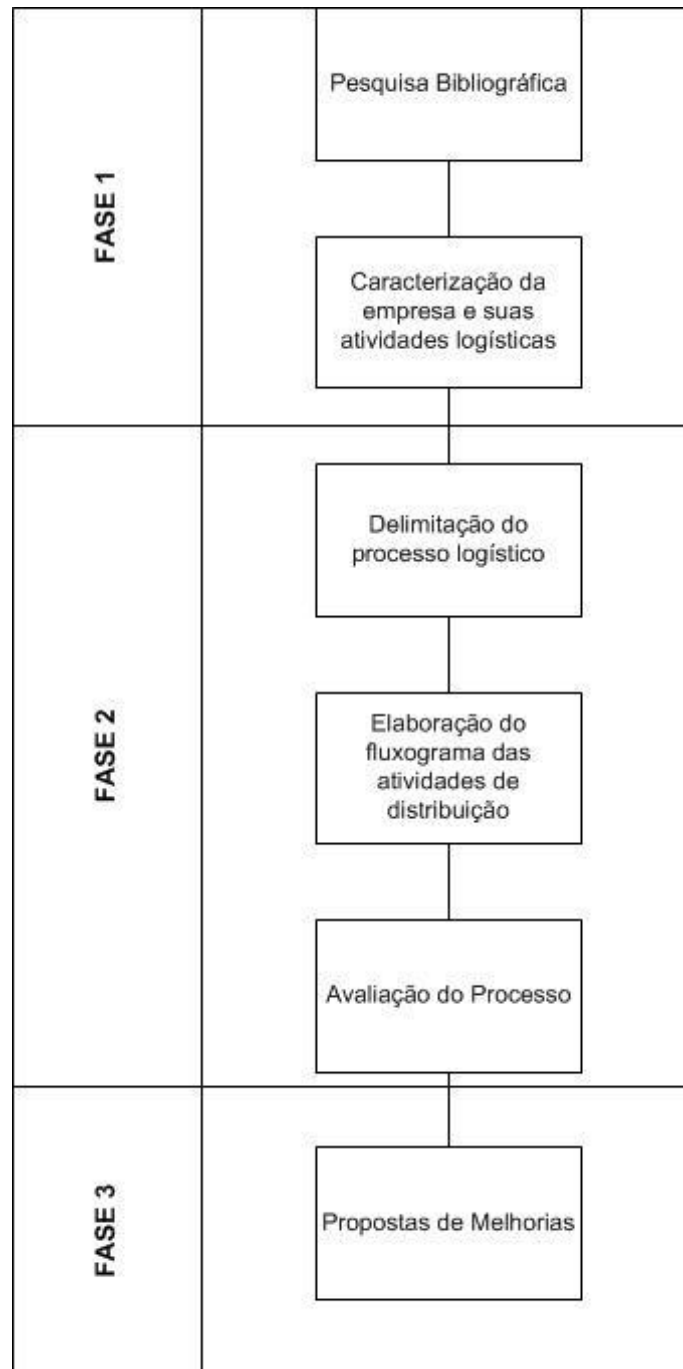 FASE 1
Pesquisa Bibliográfica
Caracterização da
empresa e suas
atividades logísticas
FASE 2
Delimitação do
processo logístico
Elaboração do
fluxograma das
atividades de
distribuição
Avaliação do Processo
FASE 3
Propostas de Melhorias